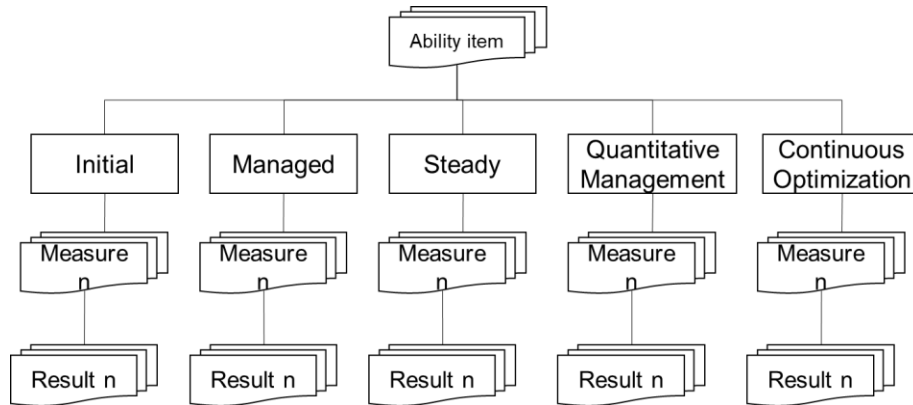 Ability item
Initial
Managed
Steady
Quantitative
Management
Continuous
Optimization
Measure
n
Measure
n
Measure
n
Measure
n
Measure
n
Result n
Result n
Result n
Result n
Result n